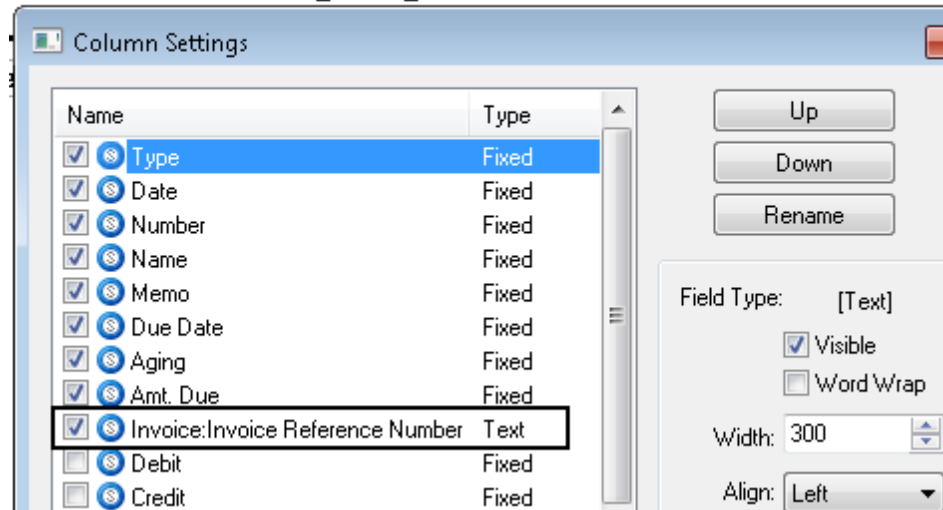 Column Settings
Name Type
Type Fixed
Date Fixed
Number Fixed
Name Fixed
Memo Fixed
Due Date Fixed
Aging Fixed
Amt. Due Fixed
Invoice:Invoice Reference Number Text
Debit Fixed
Credit Fixed
Up
Down
Rename
Field Type: [Text]
Visible
Word Wrap
Width: 300
Align: Left